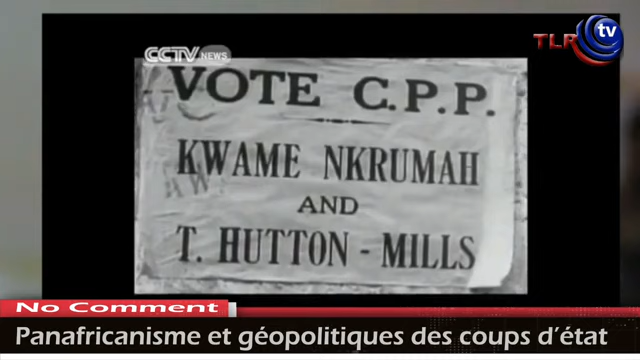 CCTV NEWS
TLR tv
VOTE C.P.P.
KWAME NKRUMAH
AND
T. HUTTON - MILLS
No Comment
Panafricanisme et géopolitiques des coups d'état